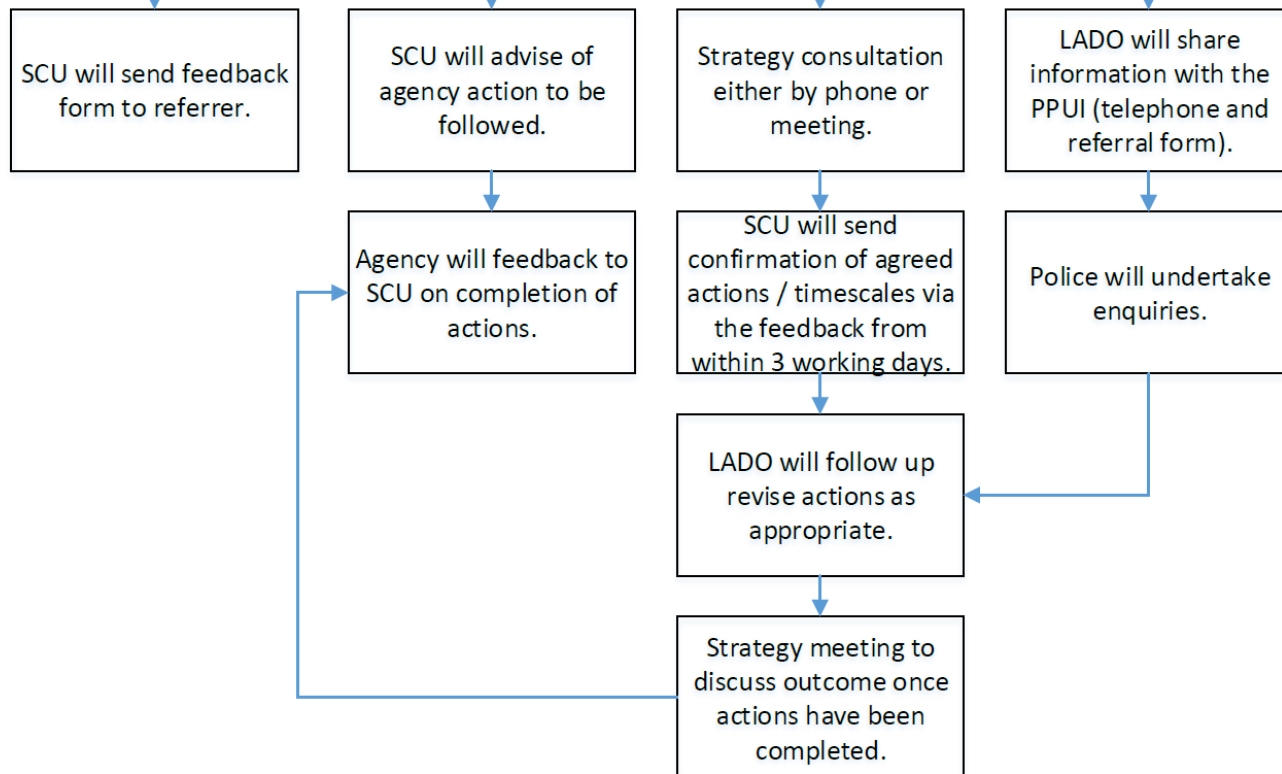 SCU will send feedback
form to referrer.
SCU will advise of
agency action to be
followed.
Strategy consultation
either by phone or
meeting.
LADO will share
information with the
PPUI (telephone and
referral form).
Agency will feedback to
SCU on completion of
actions.
SCU will send
confirmation of agreed
actions / timescales via
the feedback from
within 3 working days.
Police will undertake
enquiries.
LADO will follow up
revise actions as
appropriate.
Strategy meeting to
discuss outcome once
actions have been
completed.